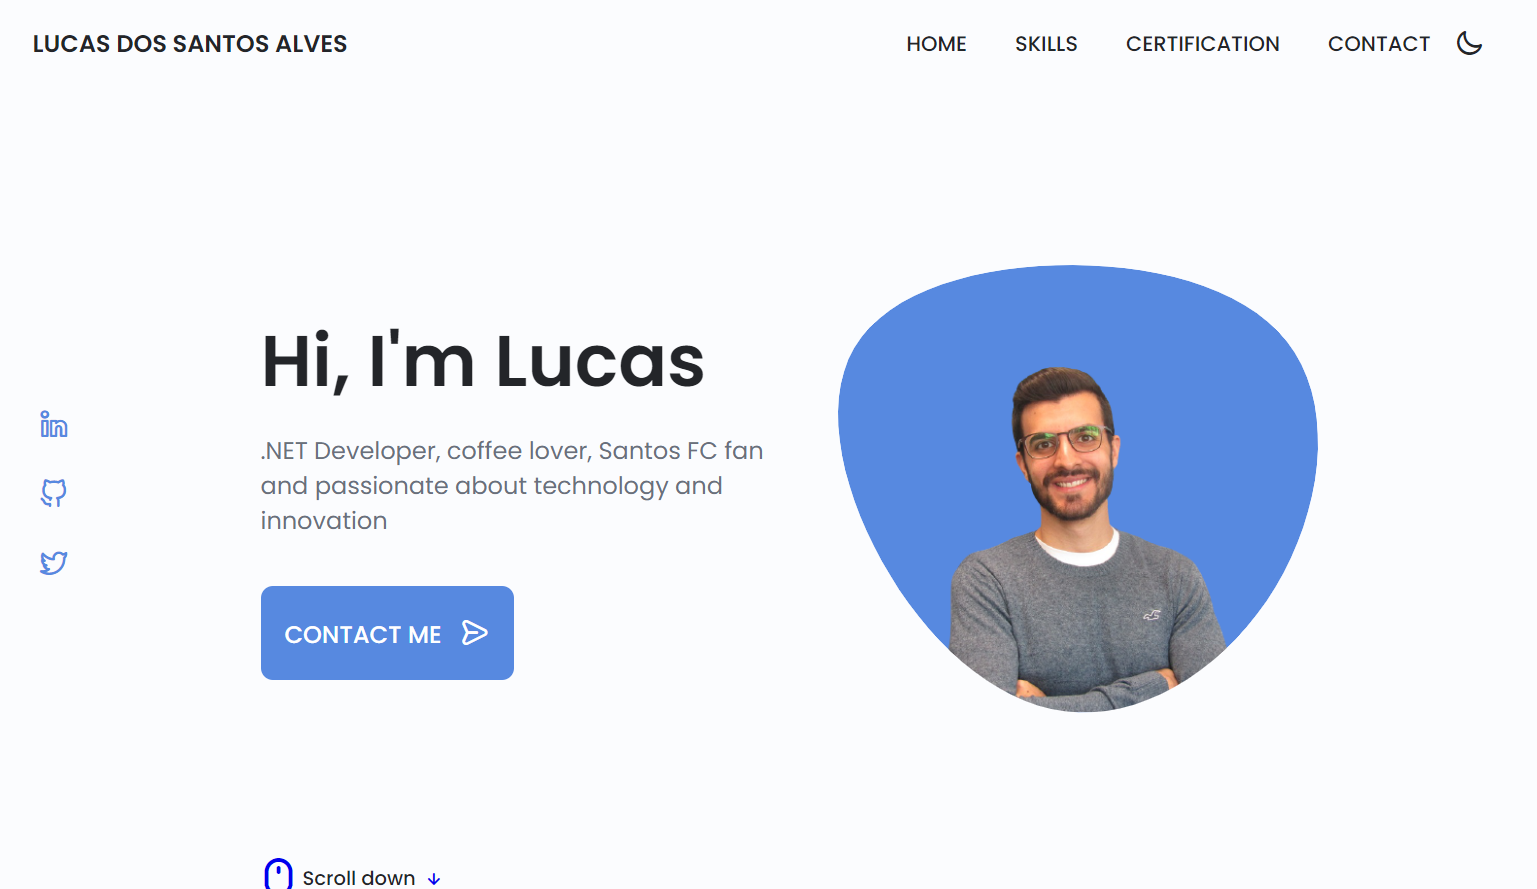 LUCAS DOS SANTOS ALVES
HOME
SKILLS
CERTIFICATION
CONTACT
Hi, I'm Lucas
.NET Developer, coffee lover, Santos FC fan
and passionate about technology and
innovation
CONTACT ME
Scroll down